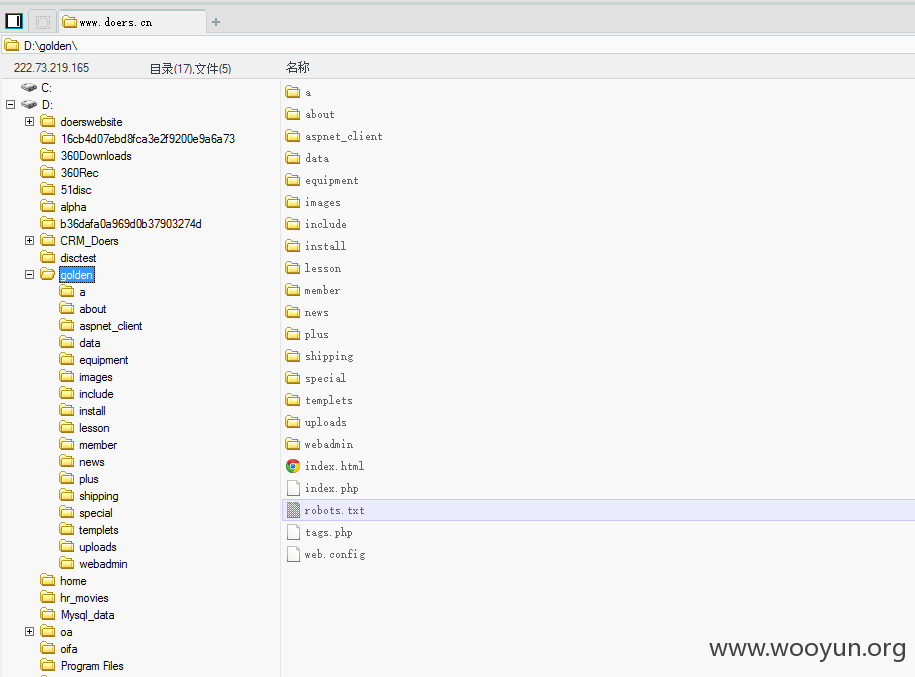 www.doers.cn
D:\golden\
222.73.219.165
目录(17),文件(5)
名称
C:
D:
doerswebsite
16cb4d07ebd8fca3e2f9200e9a6a73
360Downloads
360Rec
51disc
alpha
b36dafa0a969d0b37903274d
CRM_Doers
disctest
golden
a
about
aspnet_client
data
equipment
images
include
install
lesson
member
news
plus
shipping
special
templets
uploads
webadmin
home
hr_movies
Mysql_data
oa
oifa
Program Files
a
about
aspnet_client
data
equipment
images
include
install
lesson
member
news
plus
shipping
special
templets
uploads
webadmin
index.html
index.php
robots.txt
tags.php
web.config
www.wooyun.org